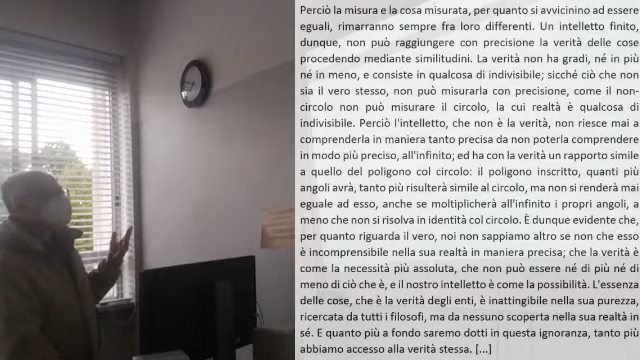 Perciò la misura e la cosa misurata, per quanto si avvicinino ad essere
eguali, rimarranno sempre fra loro differenti. Un intelletto finito,
dunque, non può raggiungere con precisione la verità delle cose
procedendo mediante similitudini. La verità non ha gradi, né in più
né in meno, e consiste in qualcosa di indivisibile; sicché ciò che non
sia il vero stesso, non può misurarla con precisione, come il non-
circolo non può misurare il circolo, la cui realtà è qualcosa di
indivisibile. Perciò l'intelletto, che non è la verità, non riesce mai a
comprenderla in maniera tanto precisa da non poterla comprendere
in modo più preciso, all'infinito; ed ha con la verità un rapporto simile
a quello del poligono col circolo: il poligono inscritto, quanti più
angoli avrà, tanto più risulterà simile al circolo, ma non si renderà mai
eguale ad esso, anche se moltiplicherà all'infinito i propri angoli, a
meno che non si risolva in identità col circolo. È dunque evidente che,
per quanto riguarda il vero, noi non sappiamo altro se non che esso
è incomprensibile nella sua realtà in maniera precisa; che la verità è
come la necessità più assoluta, che non può essere né di più né di
meno di ciò che è, e il nostro intelletto è come la possibilità. L'essenza
delle cose, che è la verità degli enti, è inattingibile nella sua purezza,
ricercata da tutti i filosofi, ma da nessuno scoperta nella sua realtà in
sé. E quanto più a fondo saremo dotti in questa ignoranza, tanto più
abbiamo accesso alla verità stessa. [...]